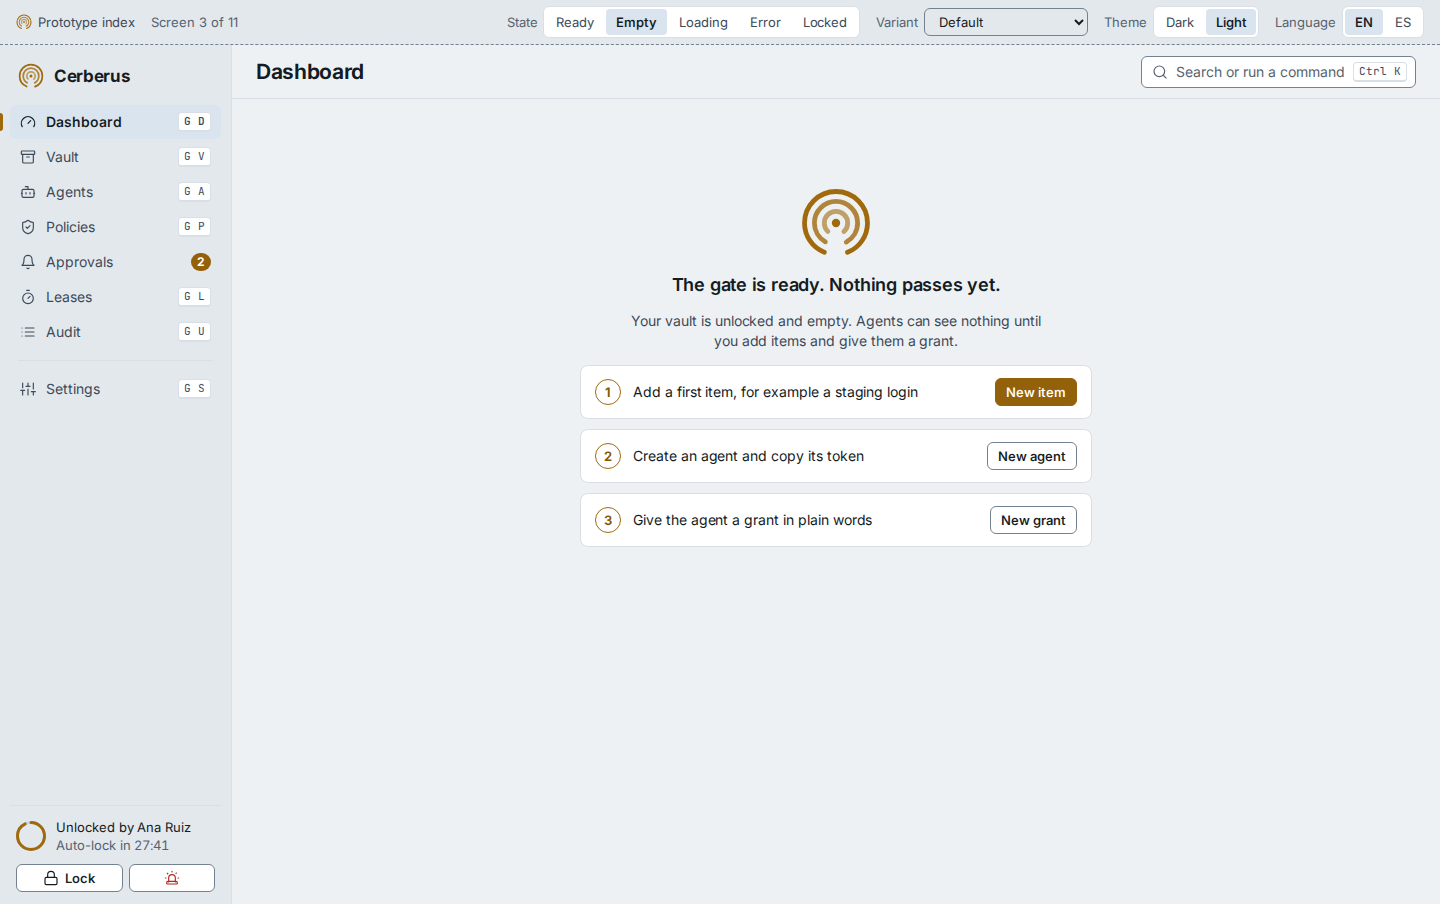 Prototype index
Screen 3 of 11
State
Ready
Empty
Loading
Error
Locked
Variant
Default
Theme
Dark
Light
Language
EN
ES
Cerberus
Dashboard
Search or run a command
Ctrl K
Dashboard
G D
Vault
G V
Agents
G A
Policies
G P
Approvals
2
Leases
G L
Audit
G U
Settings
G S
The gate is ready. Nothing passes yet.
Your vault is unlocked and empty. Agents can see nothing until
you add items and give them a grant.
1
Add a first item, for example a staging login
New item
2
Create an agent and copy its token
New agent
3
Give the agent a grant in plain words
New grant
Unlocked by Ana Ruiz
Auto-lock in 27:41
Lock